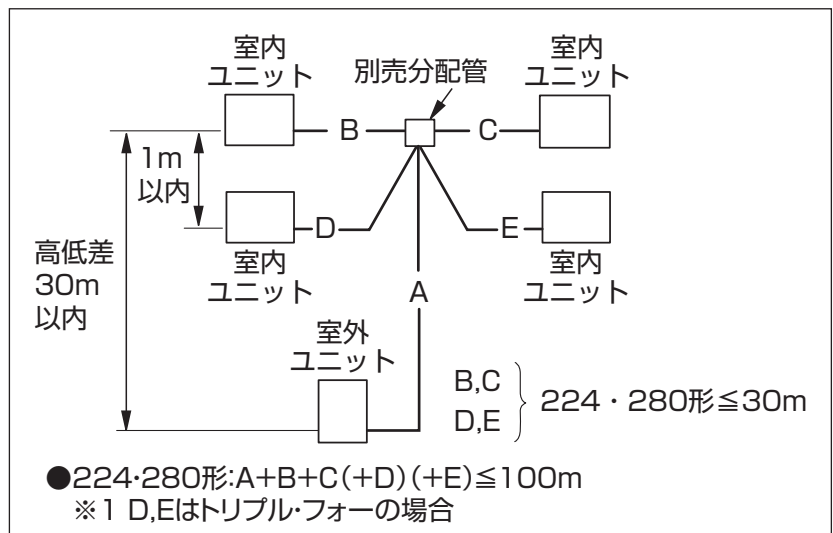 室内
ユニット
別売分配管
室内
ユニット
B
C
1m
以内
D
E
室内
ユニット
室内
ユニット
高低差
30m
以内
A
室外
ユニット
B,C
D,E
224・280形≦30m
●224・280形:A+B+C(+D)(+E)≦100m
※1 D,Eはトリプル・フォーの場合